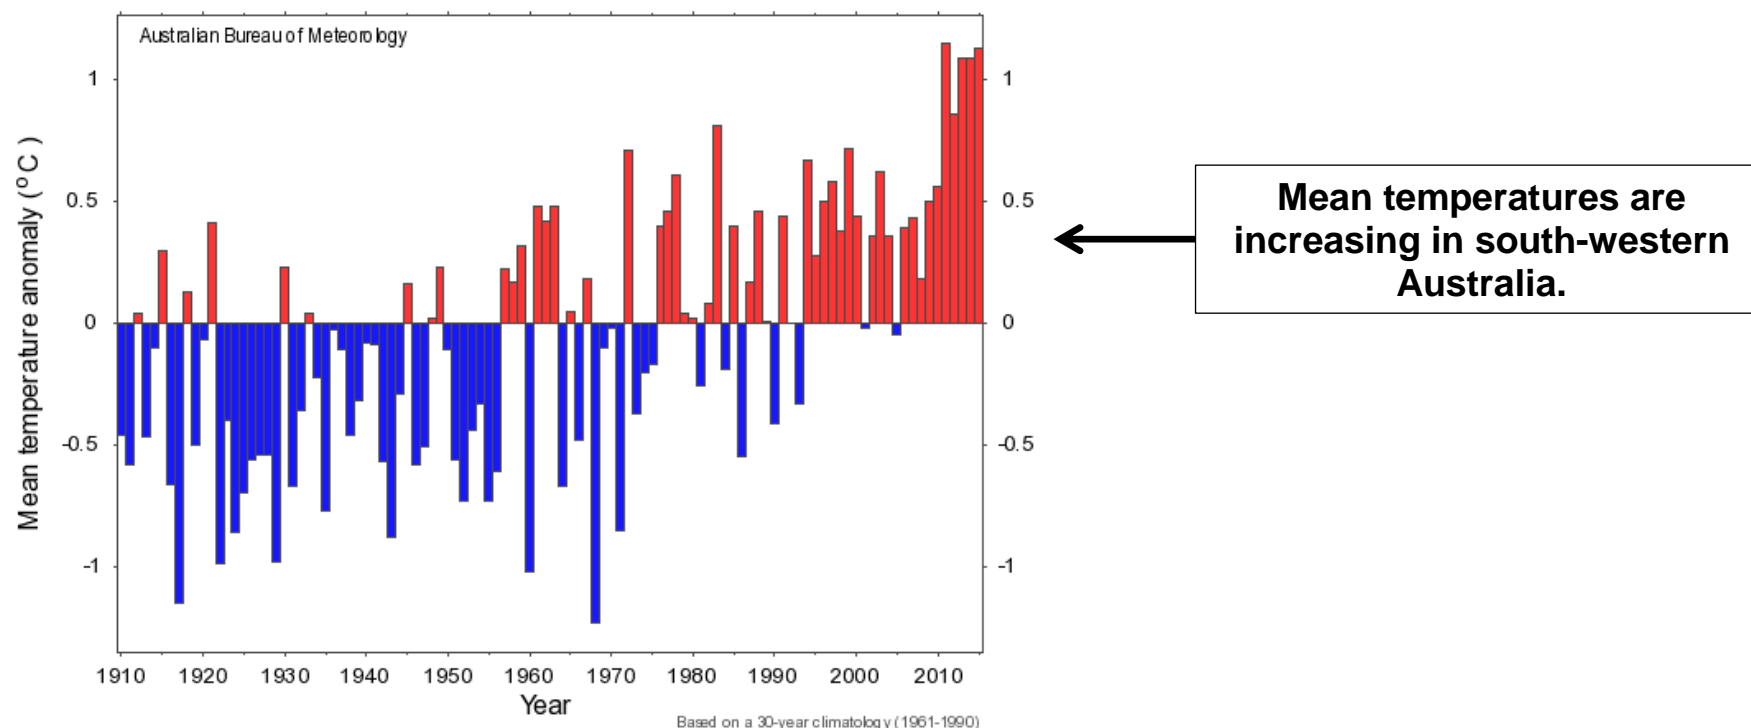 Australian Bureau of Meteorology
Mean temperature anomaly (°C)
1
0.5
0
-0.5
-1
1
0.5
0
-0.5
-1
1910 1920 1930 1940 1950 1960 1970 1980 1990 2000 2010
Year
Based on a 30-year climatology (1961-1990)
Mean temperatures are
increasing in south-western
Australia.